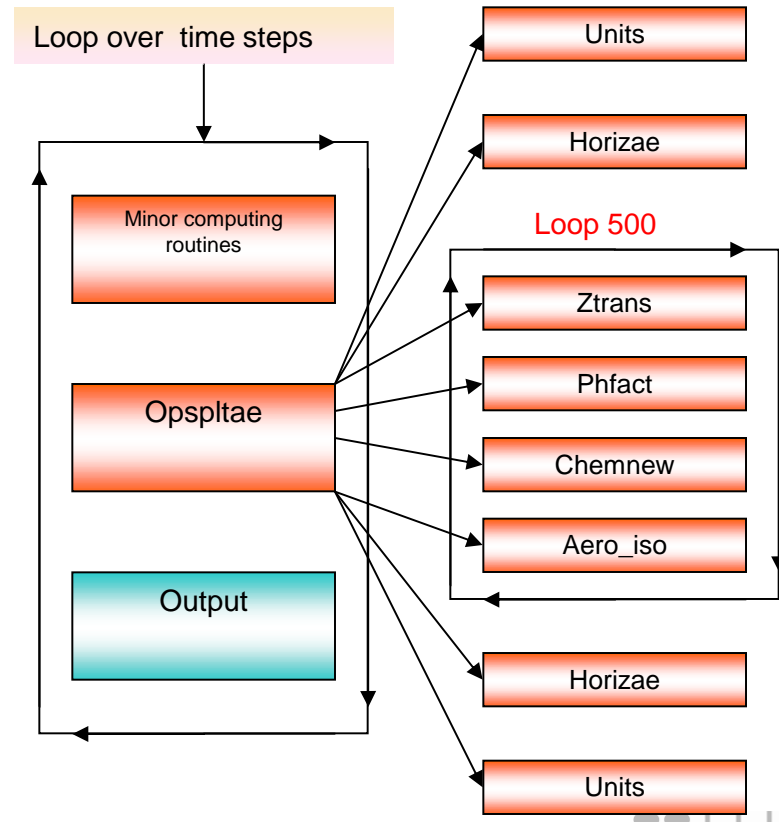 Loop over time steps
Minor computing
routines
Opspltae
Output
Units
Horizae
Loop 500
Ztrans
Phfact
Chemnew
Aero_iso
Horizae
Units